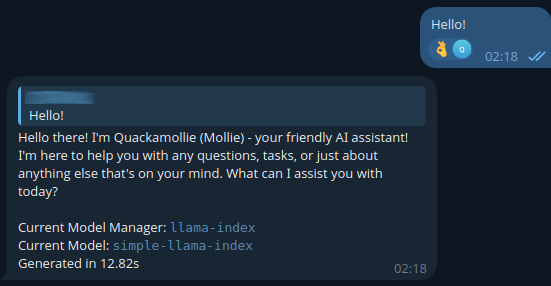 Hello!
Q
02:18
Hello!
Hello there! I'm Quackamollie (Mollie) - your friendly AI assistant!
I'm here to help you with any questions, tasks, or just about
anything else that's on your mind. What can I assist you with
today?
Current Model Manager: llama-index
Current Model: simple-llama-index
Generated in 12.82s
02:18